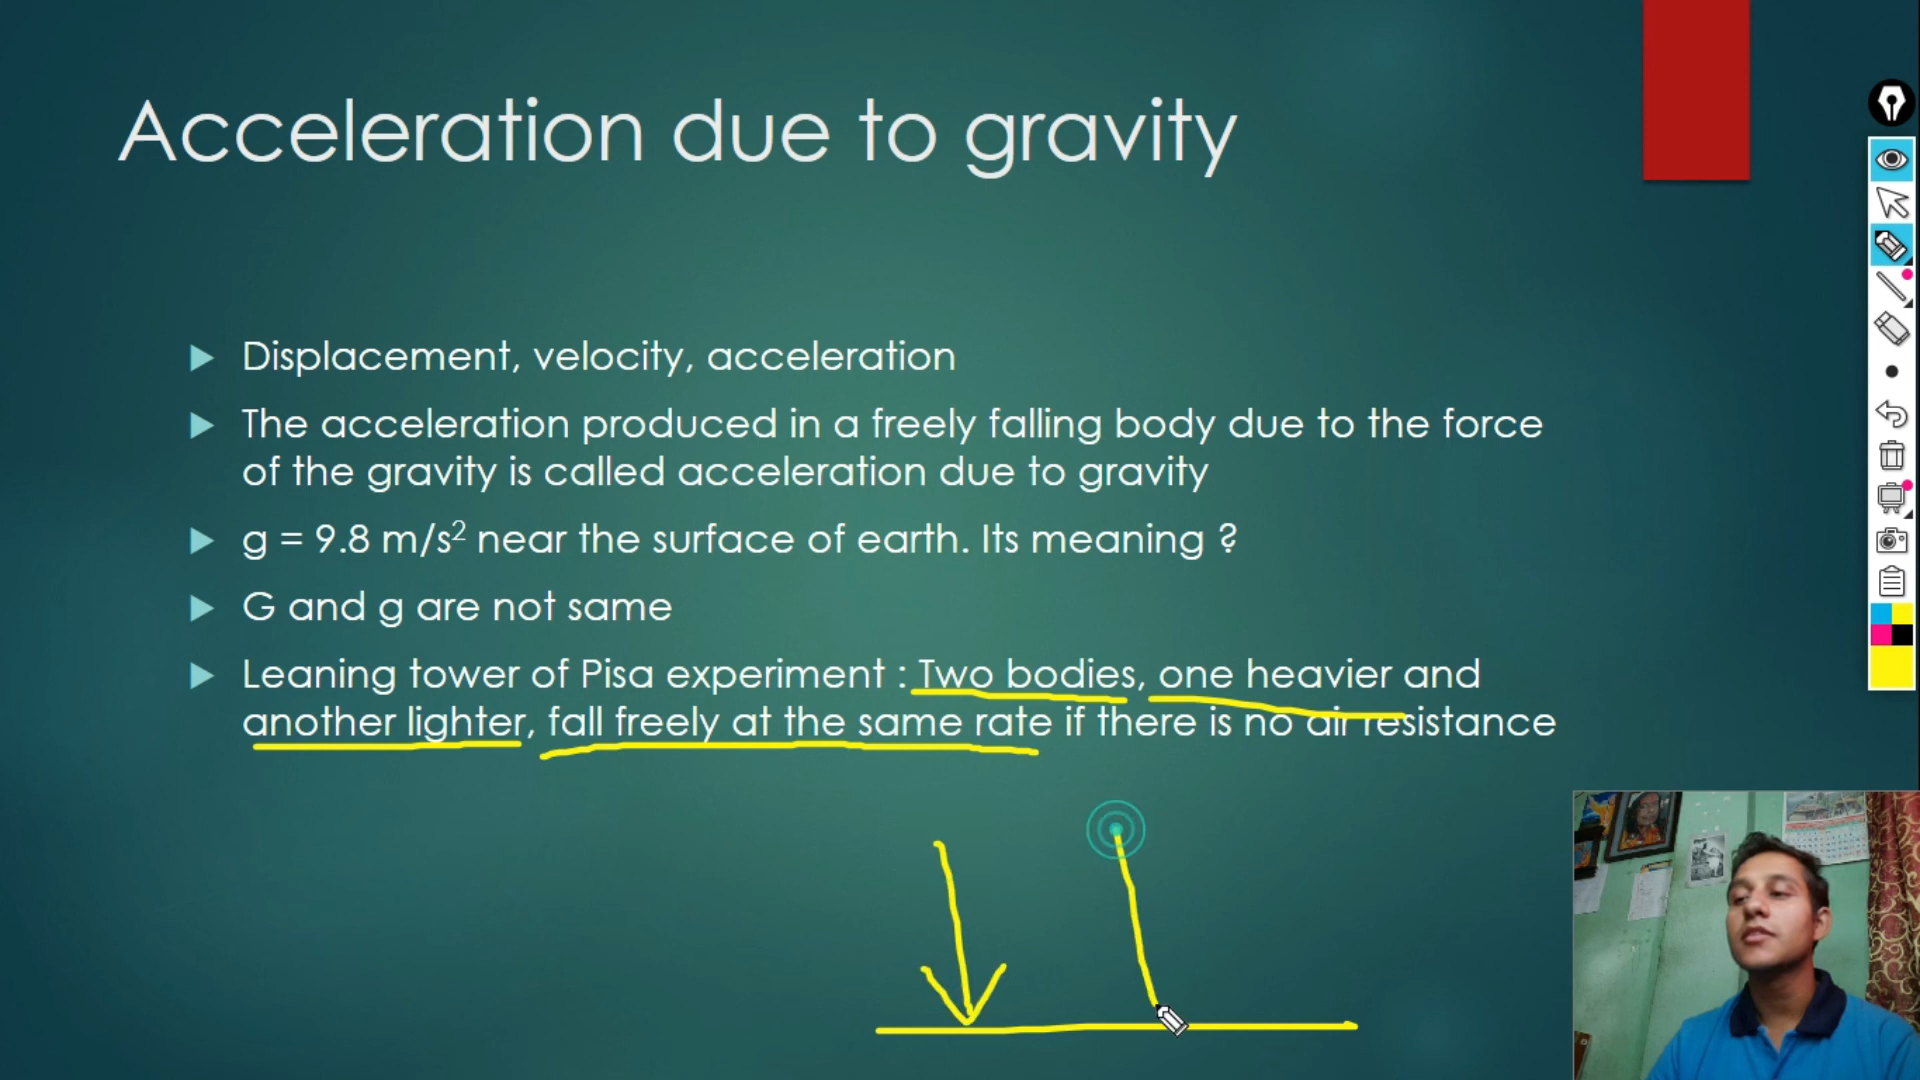 Acceleration due to gravity
Displacement, velocity, acceleration
The acceleration produced in a freely falling body due to the force
of the gravity is called acceleration due to gravity
g = 9.8 m/s² near the surface of earth. Its meaning ?
G and g are not same
Leaning tower of Pisa experiment : Two bodies, one heavier and
another lighter, fall freely at the same rate if there is no air resistance